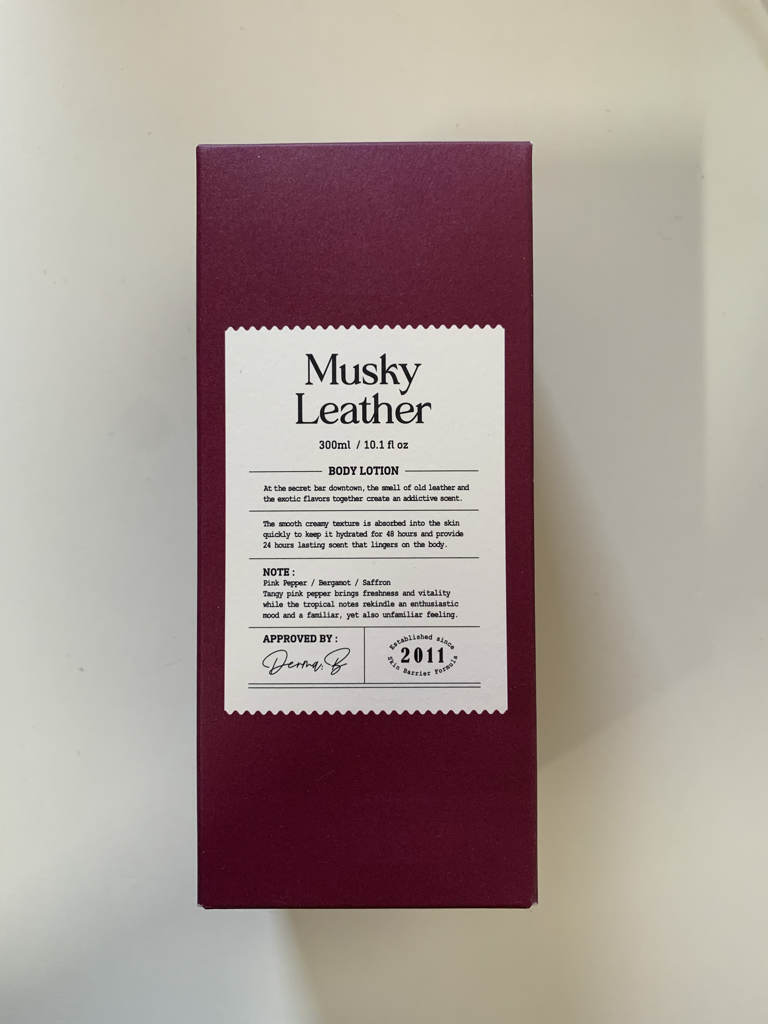 Musky
Leather
300ml / 10.1 fl oz
BODY LOTION
At the secret bar downtown, the smell of old leather and
the exotic flavors together create an addictive scent.
The smooth creamy texture is absorbed into the skin
quickly to keep it hydrated for 48 hours and provide
24 hours lasting scent that lingers on the body.
NOTE :
Pink Pepper / Bergamot / Saffron
Tangy pink pepper brings freshness and vitality
while the tropical notes rekindle an enthusiastic
mood and a familiar, yet also unfamiliar feeling.
APPROVED BY :
Derma:B
Established since
2011
Skin Barrier Formula